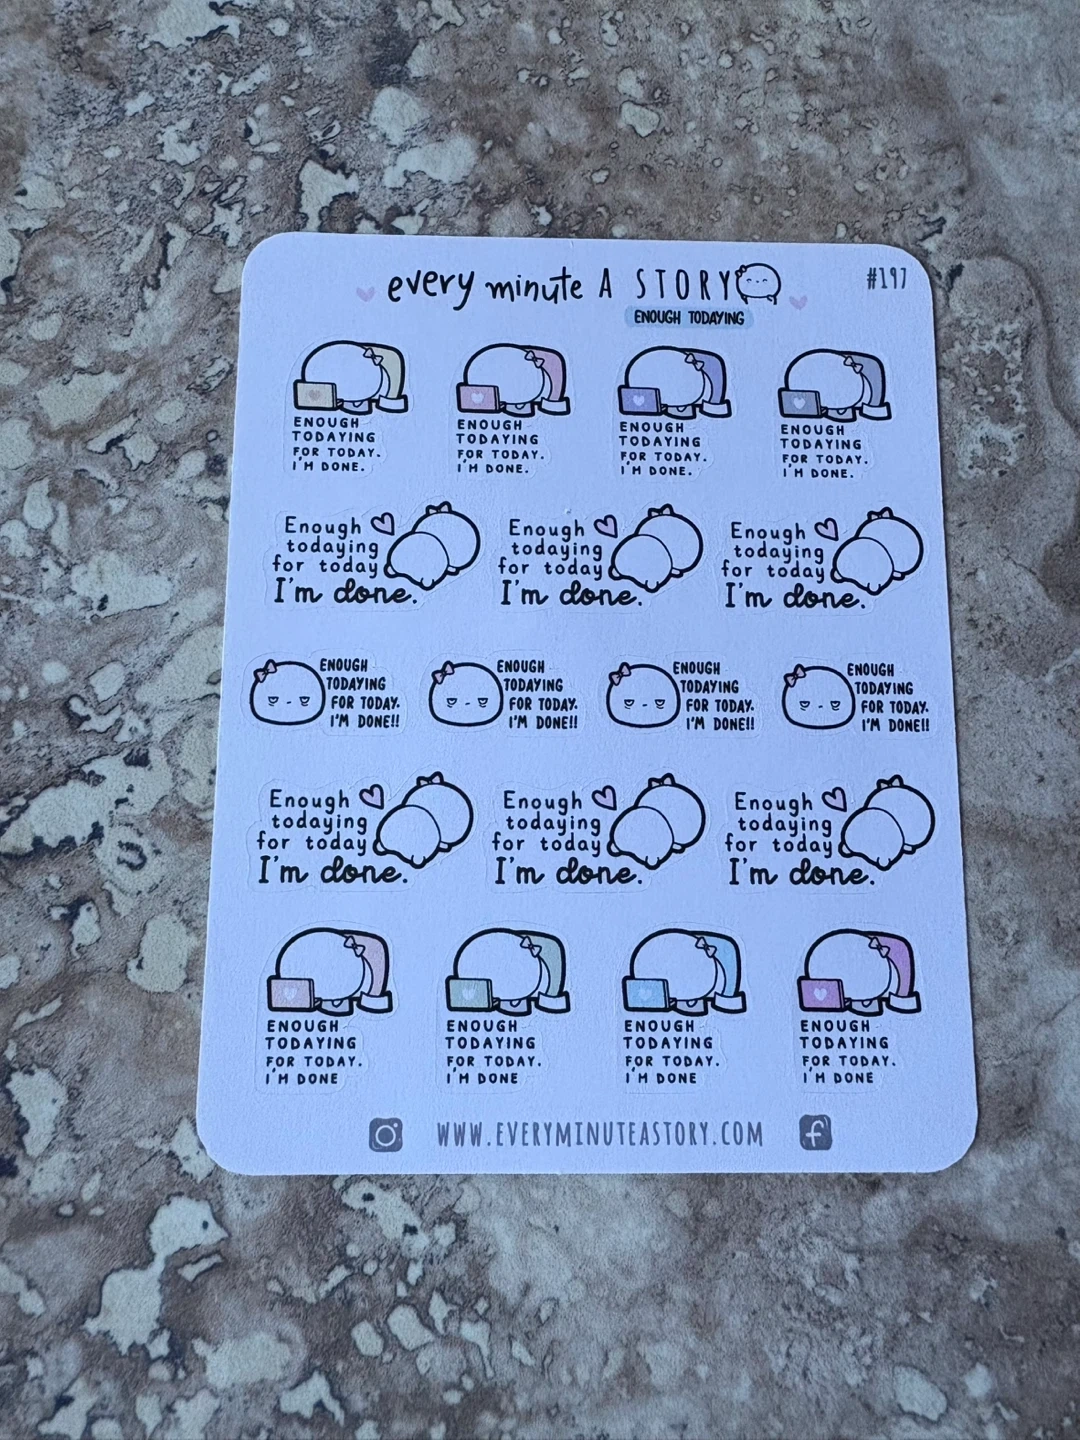 every minute A STORY
#197
ENOUGH TODAYING
ENOUGH
TODAYING
FOR TODAY.
I'M DONE.
ENOUGH
TODAYING
FOR TODAY.
I'M DONE.
ENOUGH
TODAYING
FOR TODAY.
I'M DONE.
ENOUGH
TODAYING
FOR TODAY.
I'M DONE.
Enough
todaying
for today
I'm done.
Enough
todaying
for today
I'm done.
Enough
todaying
for today
I'm done.
ENOUGH
TODAYING
FOR TODAY.
I'M DONE!!
ENOUGH
TODAYING
FOR TODAY.
I'M DONE!!
ENOUGH
TODAYING
FOR TODAY.
I'M DONE!!
ENOUGH
TODAYING
FOR TODAY.
I'M DONE!!
Enough
todaying
for today
I'm done.
Enough
todaying
for today
I'm done.
Enough
todaying
for today
I'm done.
ENOUGH
TODAYING
FOR TODAY.
I'M DONE
ENOUGH
TODAYING
FOR TODAY.
I'M DONE
ENOUGH
TODAYING
FOR TODAY.
I'M DONE
ENOUGH
TODAYING
FOR TODAY.
I'M DONE
WWW.EVERYMINUTEASTORY.COM
f